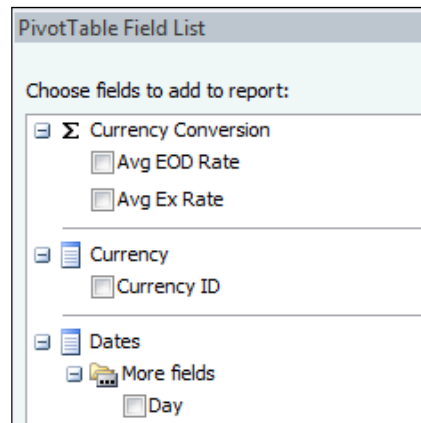 PivotTable Field List
Choose fields to add to report:
Σ Currency Conversion
Avg EOD Rate
Avg Ex Rate
Currency
Currency ID
Dates
More fields
Day